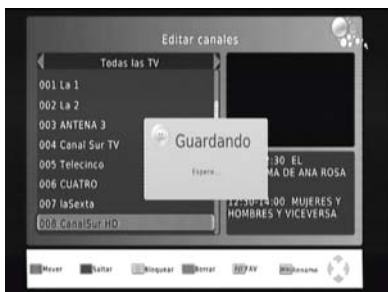 Editar canales
Todas las TV
001 La 1
002 La 2
003 ANTENA 3
004 Canal Sur TV
005 Telecinco
006 CUATRO
007 laSexta
008 CanalSur HD
Guardando
Espere...
:30 EL
MA DE ANA ROSA
12:30-14:00 MUJERES Y
HOMBRES Y VICEVERSA
Mover Saltar Bloquear Borrar FAV Rename